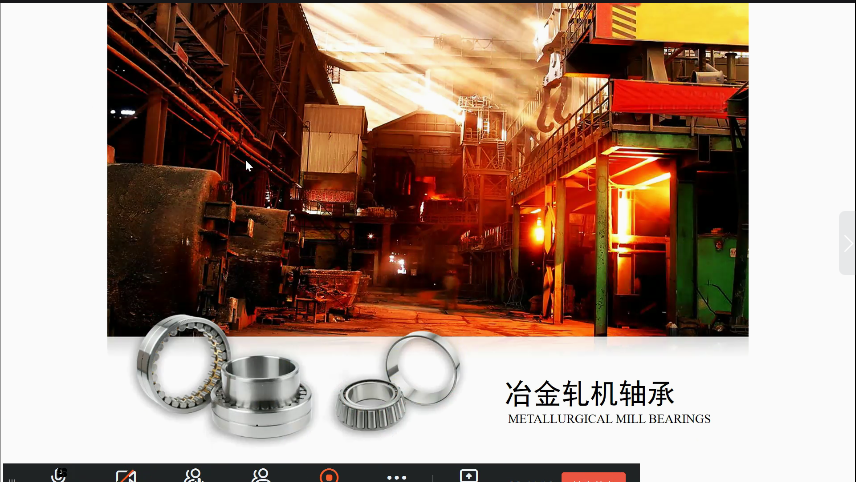 冶金轧机轴承
METALLURGICAL MILL BEARINGS